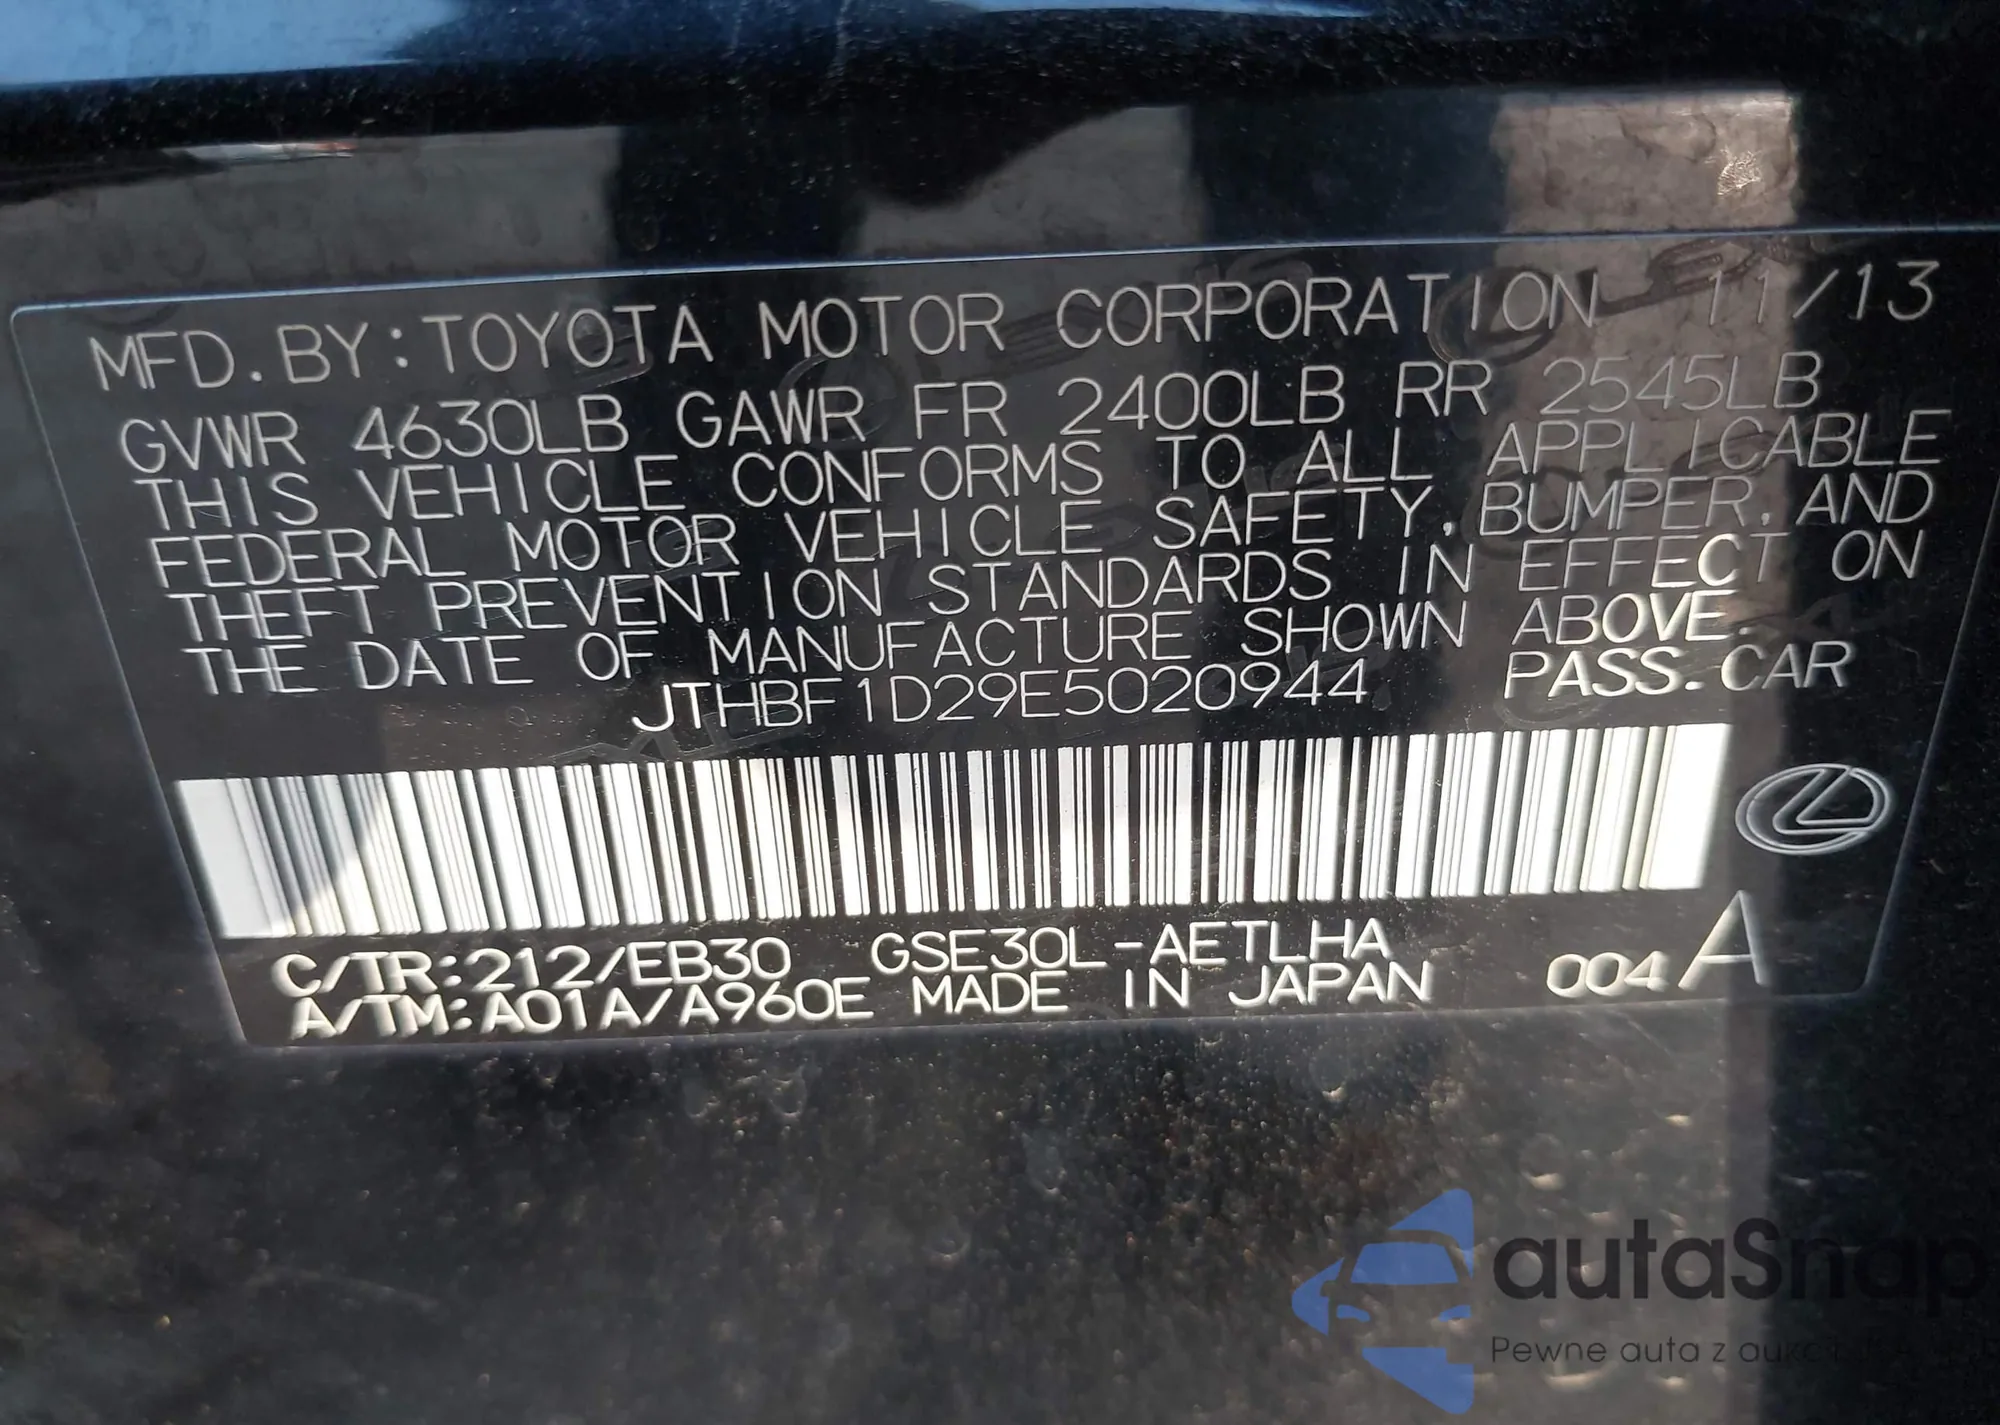 MFD. BY: TOYOTA MOTOR CORPORATION 11/13
GVWR 4630LB GAWR FR 2400LB RR 2545LB
THIS VEHICLE CONFORMS TO ALL APPLICABLE
FEDERAL MOTOR VEHICLE SAFETY, BUMPER, AND
THEFT PREVENTION STANDARDS IN EFFECT ON
THE DATE OF MANUFACTURE SHOWN ABOVE.
JTHBF1D29E5020944 PASS. CAR
C/TR:212/EB30 GSE30L-AETLHA
A/TM:A01A/A960E MADE IN JAPAN 004 A
autaSnap
Pewne auta z